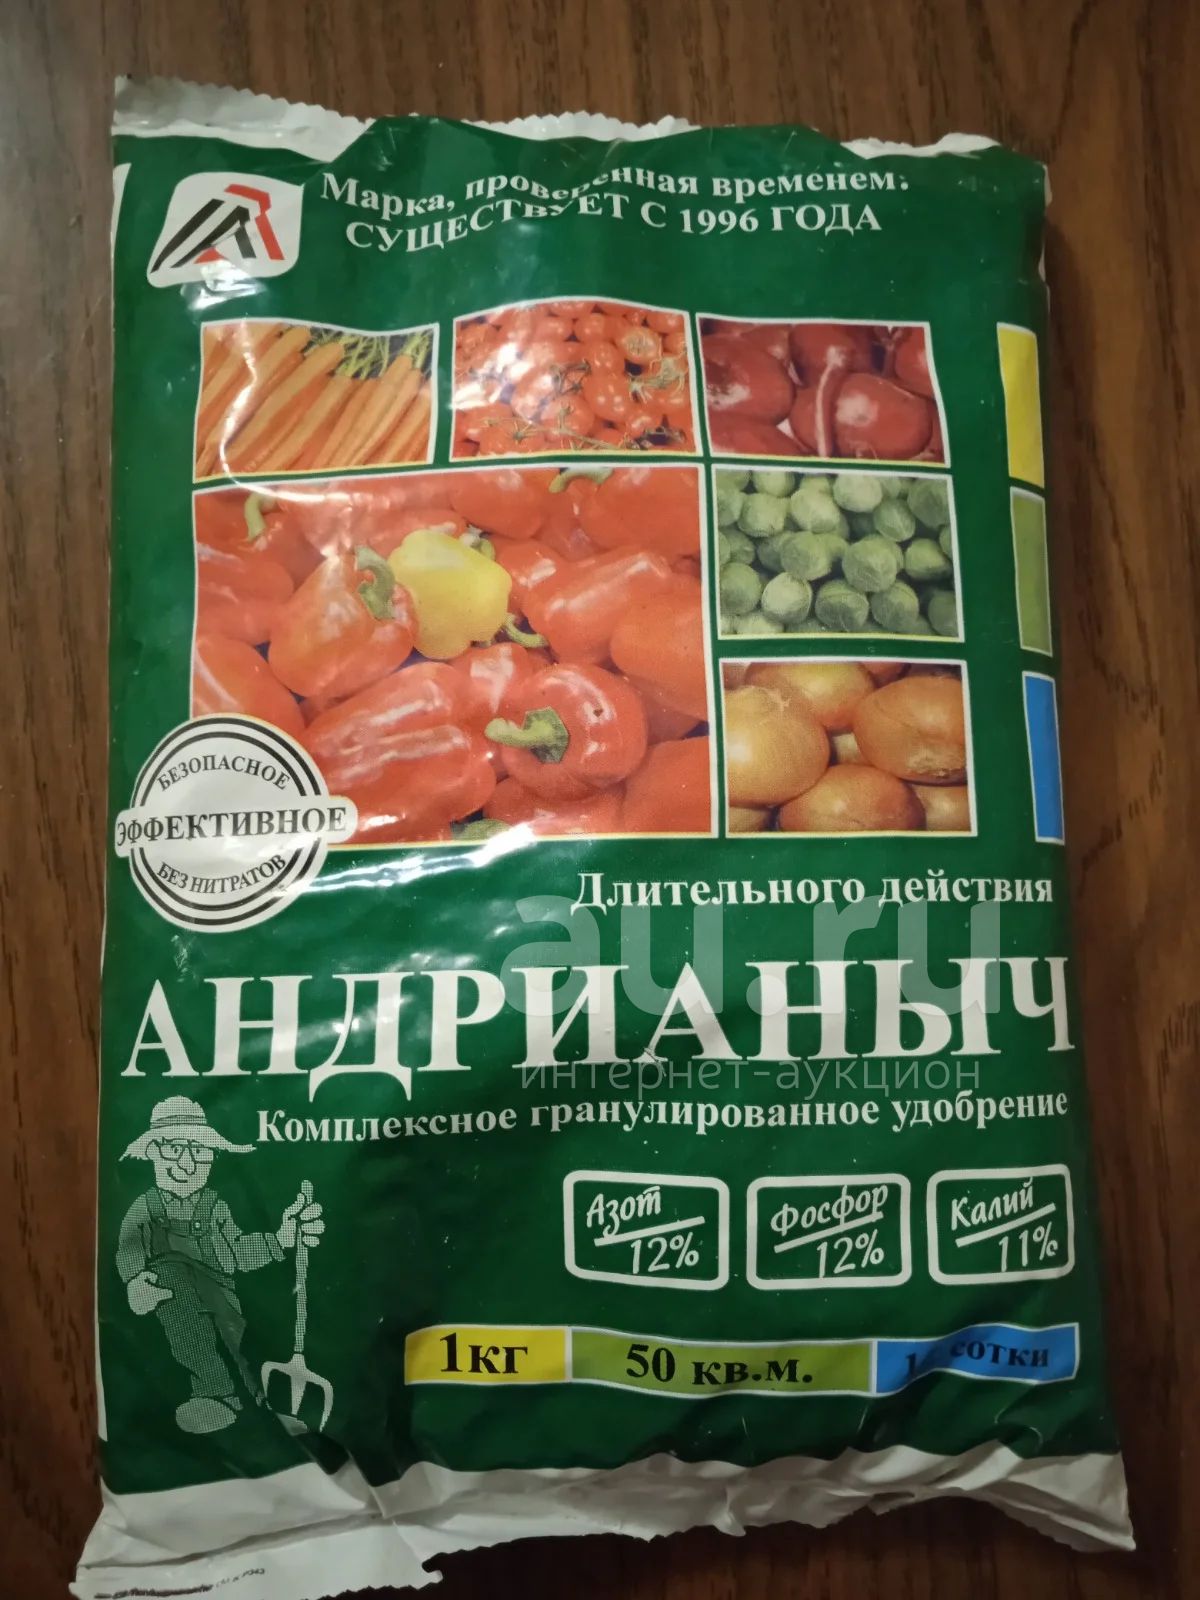 Марка, проверенная временем:
СУЩЕСТВУЕТ С 1996 ГОДА
БЕЗОПАСНОЕ
ЭФФЕКТИВНОЕ
БЕЗ НИТРАТОВ
Длительного действия
au.ru
АНДРИАНЫЧ
интернет-аукцион
Комплексное гранулированное удобрение
Азот
12%
Фосфор
12%
Калий
11%
1кг
50 кв.м.
сотки